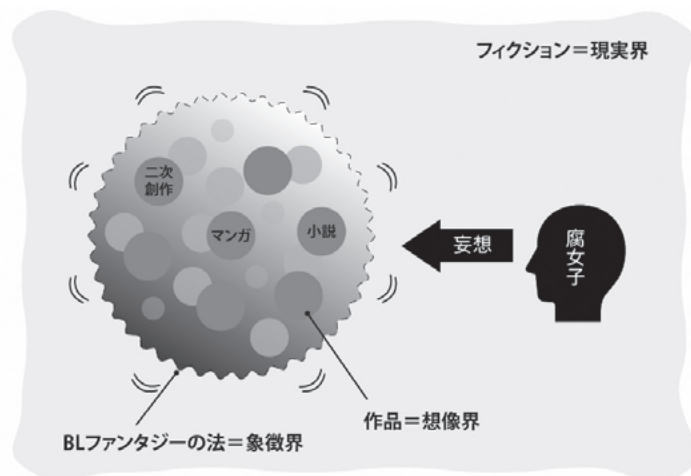 フィクション＝現実界
二次
創作
マンガ
小説
妄想
腐女子
作品＝想像界
BLファンタジーの法＝象徴界